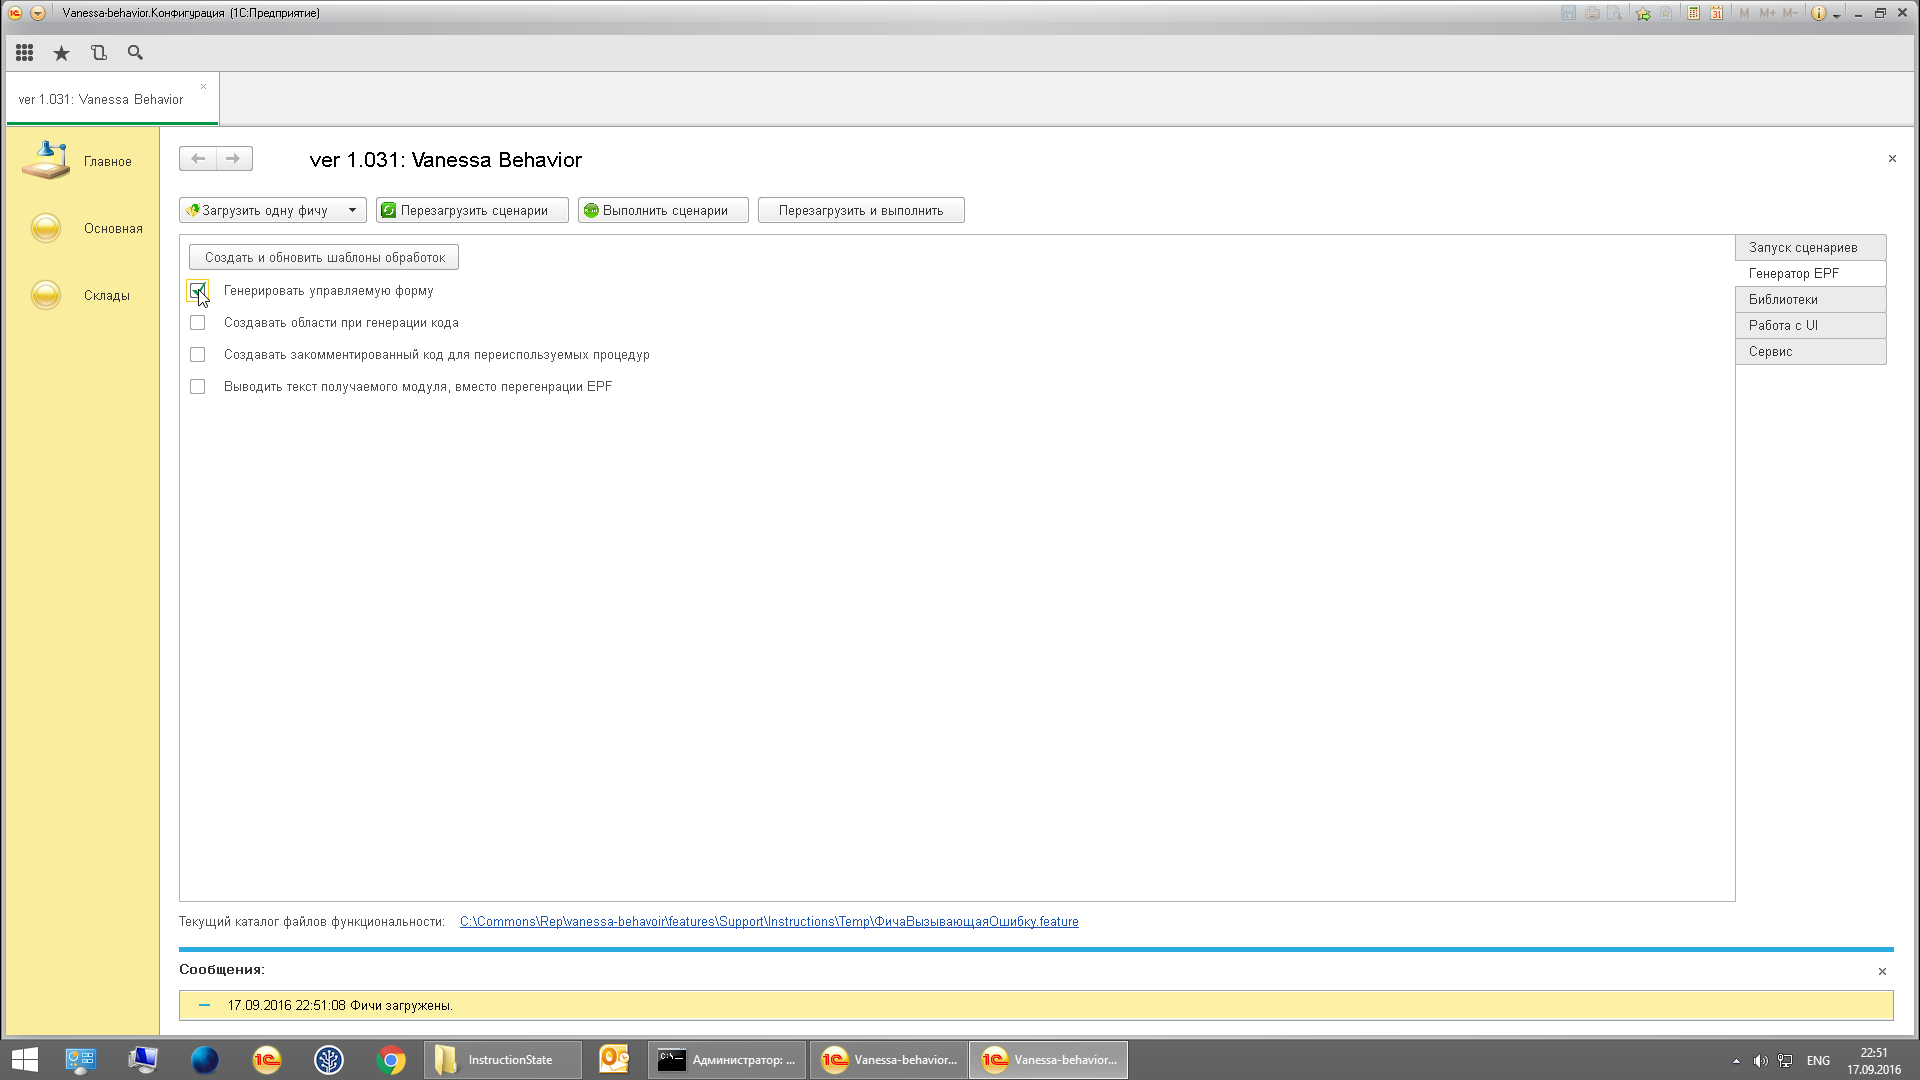 Vanessa-behavior.Конфигурация (1С:Предприятие)
M M+ M-
ver 1.031: Vanessa Behavior
Главное
Основная
Склады
ver 1.031: Vanessa Behavior
Загрузить одну фичу
Перезагрузить сценарии
Выполнить сценарии
Перезагрузить и выполнить
Создать и обновить шаблоны обработок
Генерировать управляемую форму
Создавать области при генерации кода
Создавать закомментированный код для переиспользуемых процедур
Выводить текст получаемого модуля, вместо перегенрации EPF
Запуск сценариев
Генератор EPF
Библиотеки
Работа с UI
Сервис
Текущий каталог файлов функциональности: C:\Commons\Rep\vanessa-behavoir\features\Support\Instructions\Temp\ФичаВызывающаяОшибку.feature
Сообщения:
17.09.2016 22:51:08 Фичи загружены.
InstructionState
Администратор: ...
Vanessa-behavior...
Vanessa-behavior...
ENG
22:51
17.09.2016